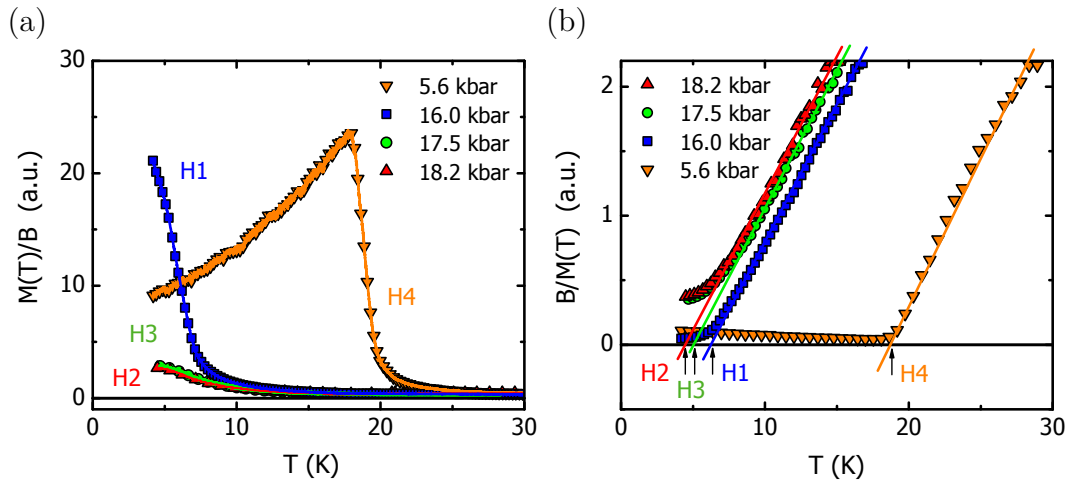 (a)
30
20
10
0
M(T)/B (a.u.)
5.6 kbar
16.0 kbar
17.5 kbar
18.2 kbar
H1
H3
H2
H4
0 10 20 30
T (K)
(b)
2
1
0
B/M(T) (a.u.)
18.2 kbar
17.5 kbar
16.0 kbar
5.6 kbar
H2 H3 H1 H4
0 10 20 30
T (K)